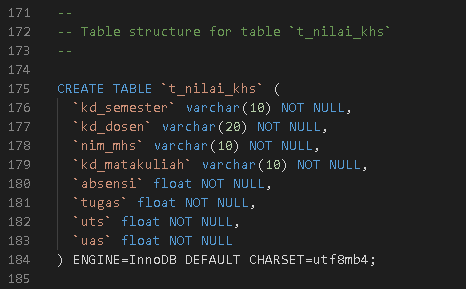 171 --
172 -- Table structure for table `t_nilai_khs`
173 --
174
175 CREATE TABLE `t_nilai_khs` (
176   `kd_semester` varchar(10) NOT NULL,
177   `kd_dosen` varchar(20) NOT NULL,
178   `nim_mhs` varchar(10) NOT NULL,
179   `kd_matakuliah` varchar(10) NOT NULL,
180   `absensi` float NOT NULL,
181   `tugas` float NOT NULL,
182   `uts` float NOT NULL,
183   `uas` float NOT NULL
184 ) ENGINE=InnoDB DEFAULT CHARSET=utf8mb4;
185